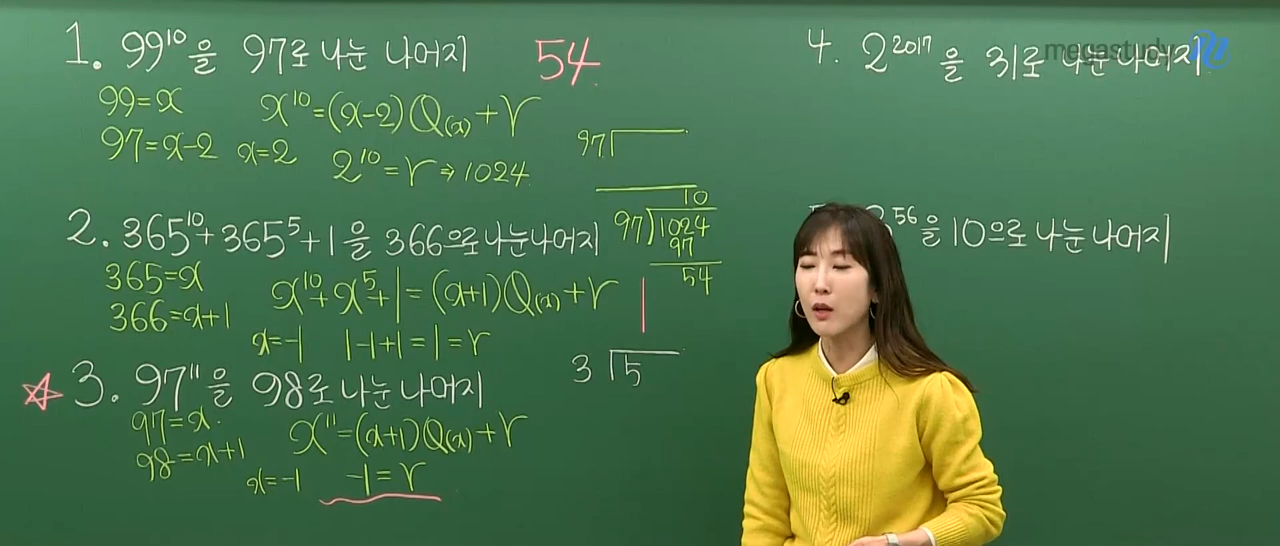 1. 99¹⁰을 97로 나눈 나머지
54
99=x
97=x-2
x=2
x¹⁰=(x-2)Q(x)+r
2¹⁰=r⇒1024
97
10
97 1024
97
54
2. 365¹⁰+365⁵+1을 366으로 나눈 나머지
365=x
366=x+1
x¹⁰+x⁵+1=(x+1)Q(x)+r
x=-1
1-1+1=1=r
1
3 5
☆ 3. 97¹¹을 98로 나눈 나머지
97=x
98=x+1
x¹¹=(x+1)Q(x)+r
x=-1
-1=r
4. 2²⁰¹⁷을 31로 나눈 나머지
megastudy
⁵⁶을 10으로 나눈 나머지